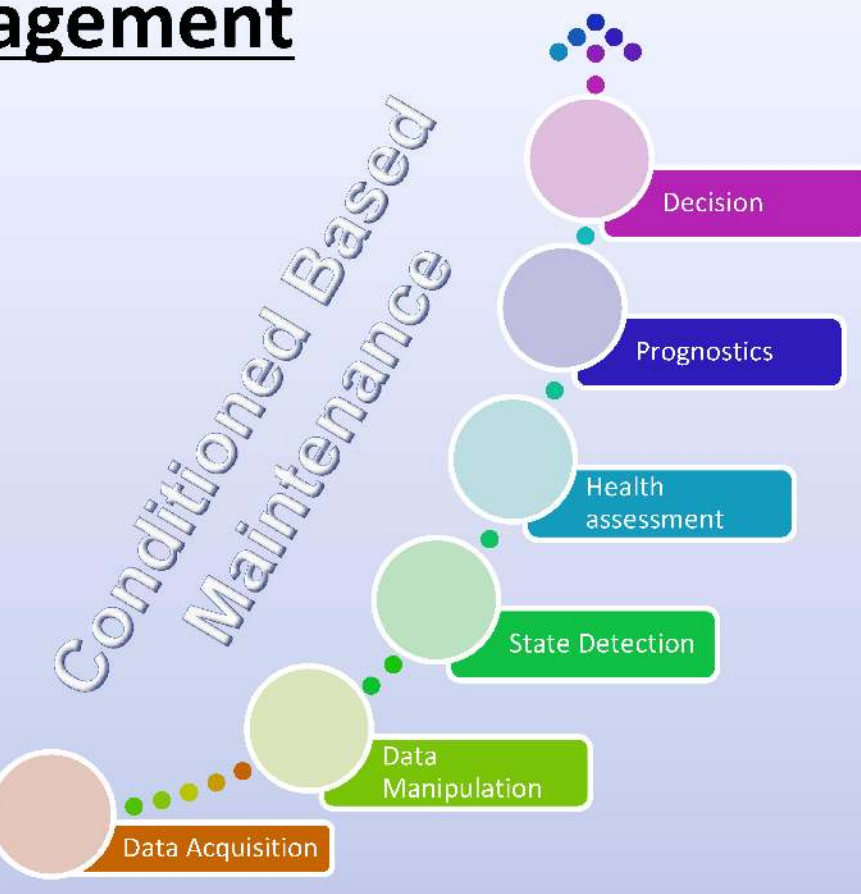 agement
Conditioned Based
Maintenance
Decision
Prognostics
Health
assessment
State Detection
Data
Manipulation
Data Acquisition